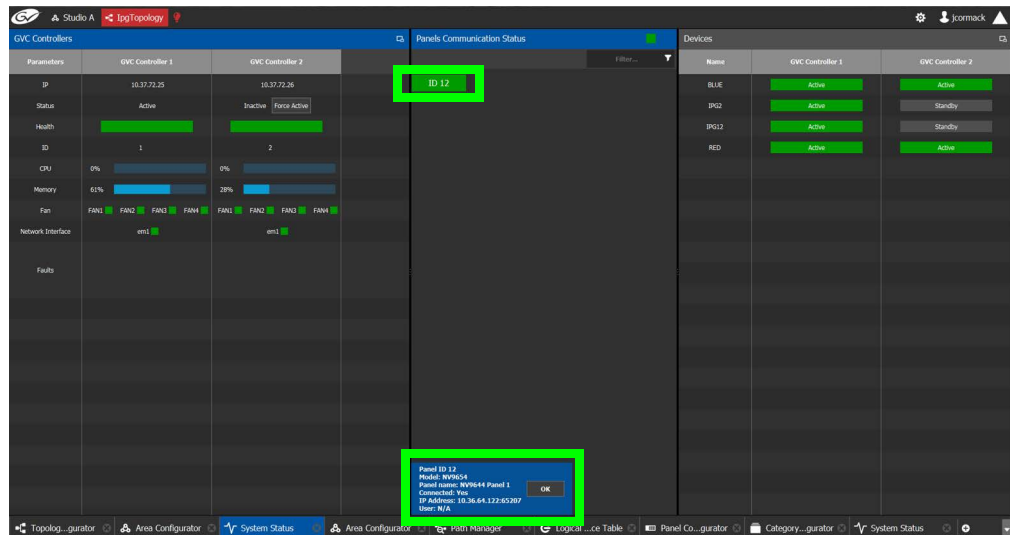 GV Studio A IpgTopology jcormack
GVC Controllers
Parameters GVC Controller 1 GVC Controller 2
IP 10.37.72.25 10.37.72.26
Status Active Inactive Force Active
Health
ID 1 2
CPU 0% 0%
Memory 61% 28%
Fan FAN1 FAN2 FAN3 FAN4 FAN1 FAN2 FAN3 FAN4
Network Interface em1 em1
Faults
Panels Communication Status
Filter...
ID 12
Panel ID 12
Model: NV9654
Panel name: NV9644 Panel 1
Connected: Yes
IP Address: 10.36.64.122:65207
User: N/A
OK
Devices
Name GVC Controller 1 GVC Controller 2
BLUE Active Active
IPG2 Active Standby
IPG12 Active Standby
RED Active Active
Topolog...gurator Area Configurator System Status Area Configurator Path Manager Logical ...ce Table Panel Co...gurator Category...gurator System Status